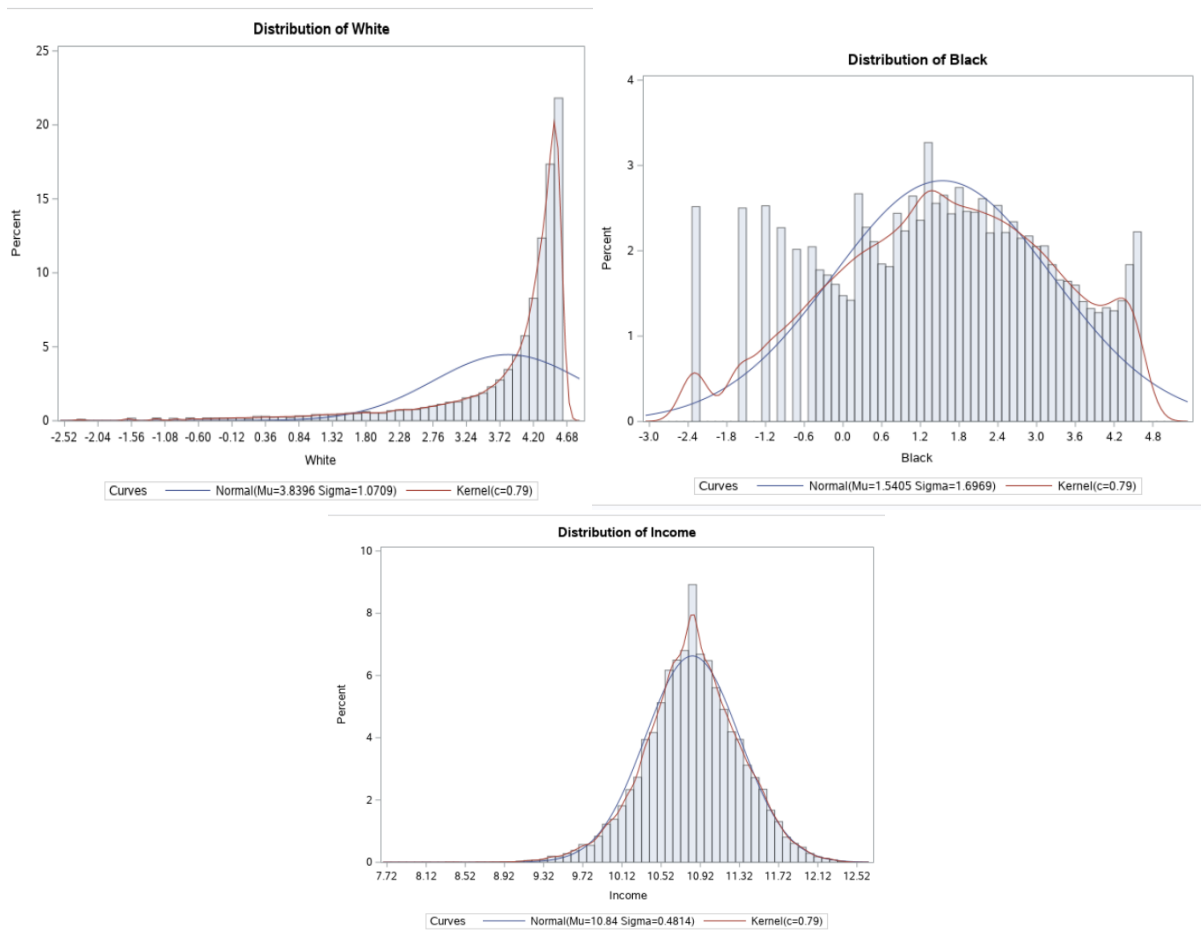 Distribution of White
25
20
15
10
5
0
Percent
-2.52 -2.04 -1.56 -1.08 -0.60 -0.12 0.36 0.84 1.32 1.80 2.28 2.76 3.24 3.72 4.20 4.68
White
Curves Normal(Mu=3.8396 Sigma=1.0709) Kernel(c=0.79)
Distribution of Black
4
3
2
1
0
Percent
-3.0 -2.4 -1.8 -1.2 -0.6 0.0 0.6 1.2 1.8 2.4 3.0 3.6 4.2 4.8
Black
Curves Normal(Mu=1.5405 Sigma=1.6969) Kernel(c=0.79)
Distribution of Income
10
8
6
4
2
0
Percent
7.72 8.12 8.52 8.92 9.32 9.72 10.12 10.52 10.92 11.32 11.72 12.12 12.52
Income
Curves Normal(Mu=10.84 Sigma=0.4814) Kernel(c=0.79)